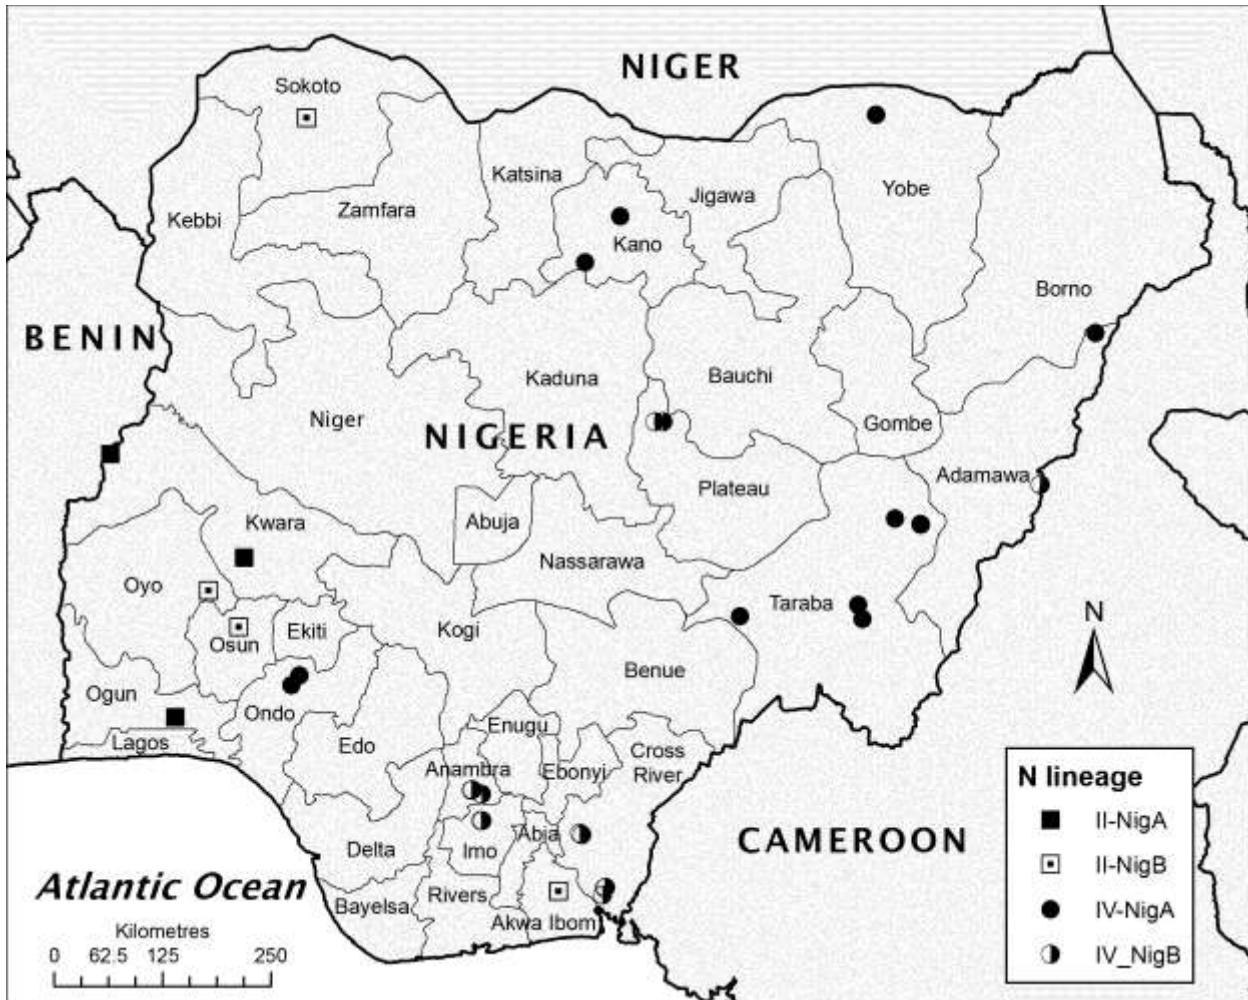 NIGER
Sokoto
Katsina
Yobe
Jigawa
Kebbi
Zamfara
Kano
Borno
BENIN
Kaduna
Bauchi
Niger
NIGERIA
Gombe
Adamawa
Plateau
Abuja
Kwara
Nassarawa
Oyo
Taraba
Osun
Ekiti
Kogi
N
Benue
Ogun
Ondo
Enugu
Lagos
Edo
Cross
River
Anambra
Ebonyi
N lineage
II-NigA
Abia
CAMEROON
Delta
Imo
II-NigB
Atlantic Ocean
Rivers
Bayelsa
Akwa Ibom
IV-NigA
Kilometres
0 62.5 125 250
IV_NigB